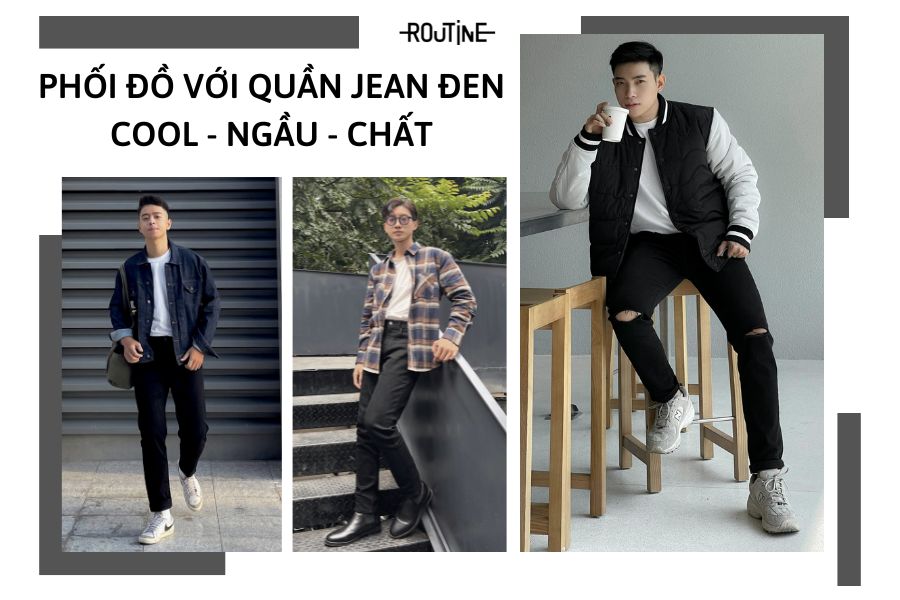 ROUTINE
PHỐI ĐỒ VỚI QUẦN JEAN ĐEN
COOL - NGẦU - CHẤT